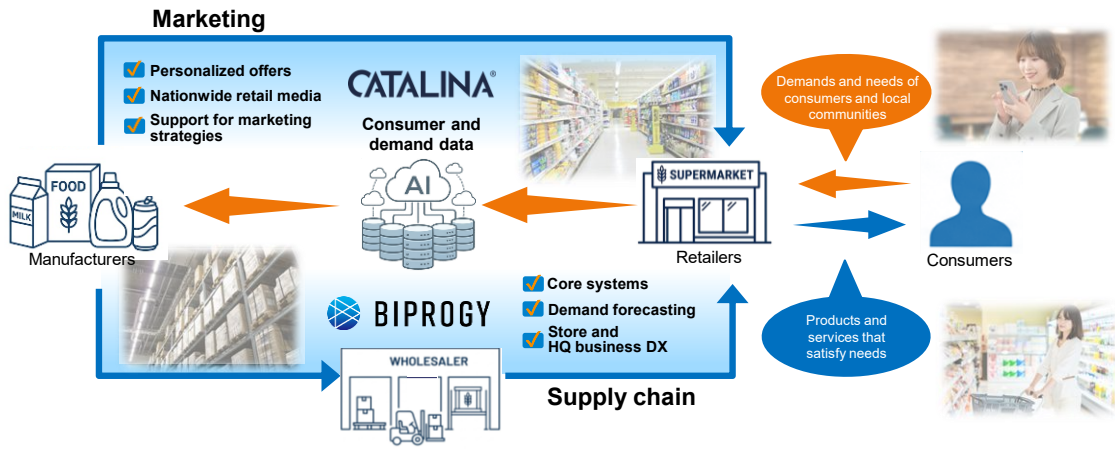 Marketing
Personalized offers
Nationwide retail media
Support for marketing
strategies
CATALINA®
Consumer and
demand data
AI
FOOD
MILK
Manufacturers
SUPERMARKET
Retailers
Demands and needs of
consumers and local
communities
Consumers
Products and
services that
satisfy needs
BIPROGY
Core systems
Demand forecasting
Store and
HQ business DX
WHOLESALER
Supply chain